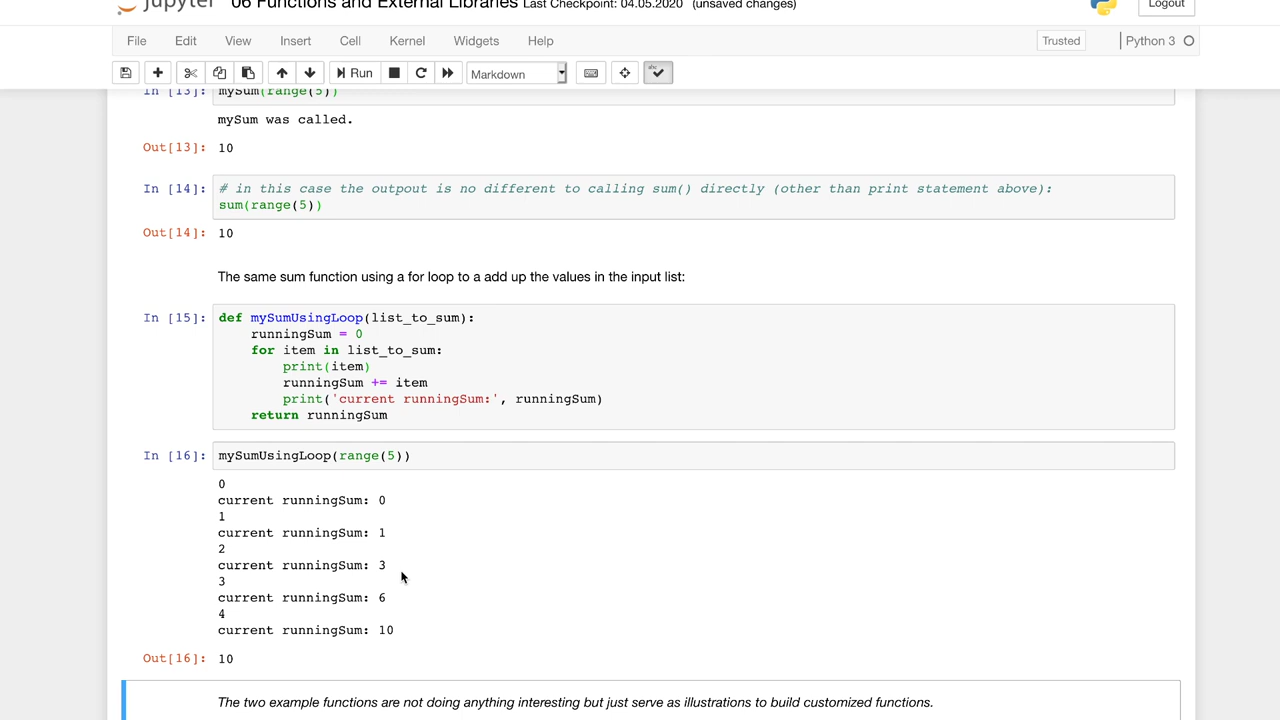 jupyter 06 Functions and External Libraries Last Checkpoint: 04.05.2020 (unsaved changes) Logout
File Edit View Insert Cell Kernel Widgets Help Trusted Python 3
Run Markdown
In [13]: mySum(range(5))
mySum was called.
Out[13]: 10
In [14]: # in this case the outpout is no different to calling sum() directly (other than print statement above):
sum(range(5))
Out[14]: 10
The same sum function using a for loop to a add up the values in the input list:
In [15]: def mySumUsingLoop(list_to_sum):
runningSum = 0
for item in list_to_sum:
print(item)
runningSum += item
print('current runningSum:', runningSum)
return runningSum
In [16]: mySumUsingLoop(range(5))
0
current runningSum: 0
1
current runningSum: 1
2
current runningSum: 3
3
current runningSum: 6
4
current runningSum: 10
Out[16]: 10
The two example functions are not doing anything interesting but just serve as illustrations to build customized functions.